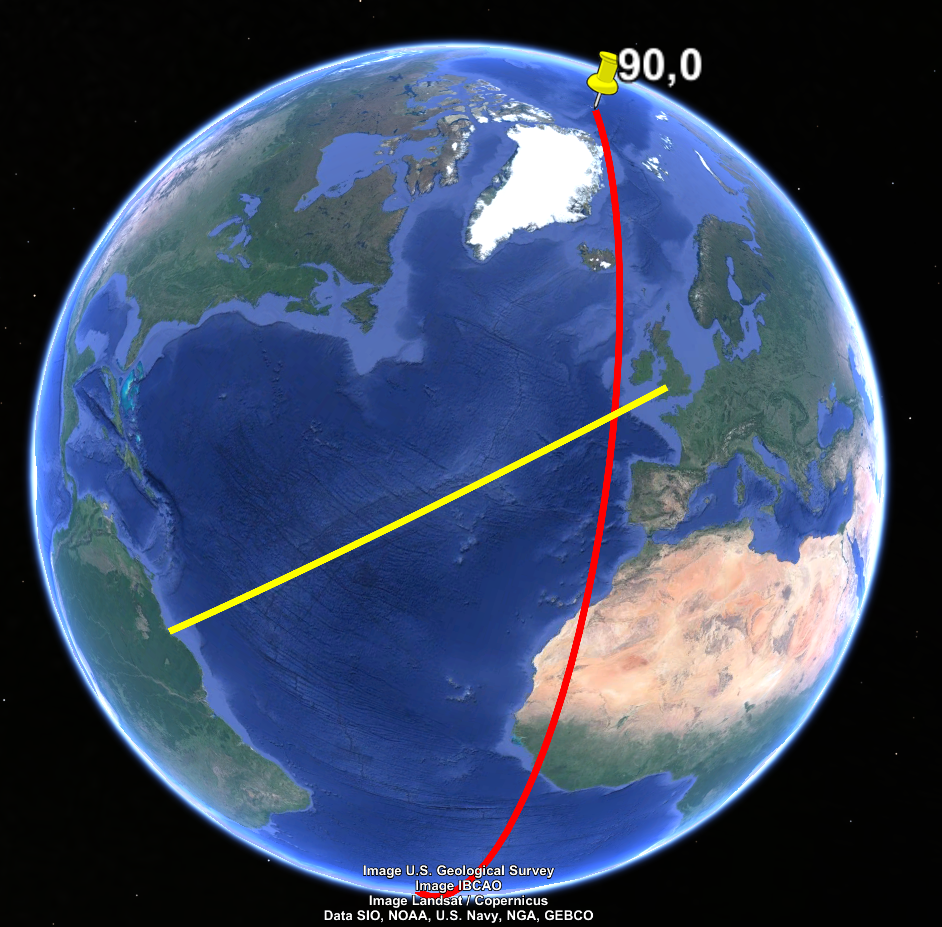 90,0
Image U.S. Geological Survey
Image IBCAO
Image Landsat / Copernicus
Data SIO, NOAA, U.S. Navy, NGA, GEBCO